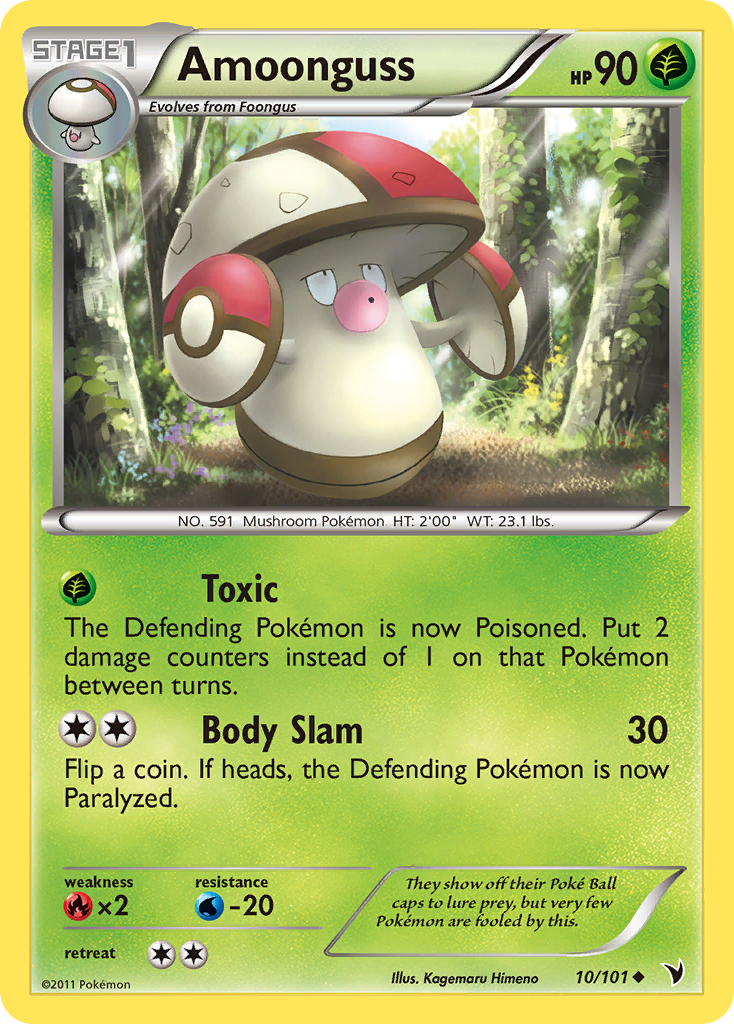 STAGE1
Amoonguss
HP 90
Evolves from Foongus
NO. 591 Mushroom Pokémon HT: 2'00" WT: 23.1 lbs.
Toxic
The Defending Pokémon is now Poisoned. Put 2
damage counters instead of 1 on that Pokémon
between turns.
Body Slam 30
Flip a coin. If heads, the Defending Pokémon is now
Paralyzed.
weakness resistance
×2 -20
They show off their Poké Ball
caps to lure prey, but very few
Pokémon are fooled by this.
retreat
©2011 Pokémon
Illus. Kagemaru Himeno
10/101